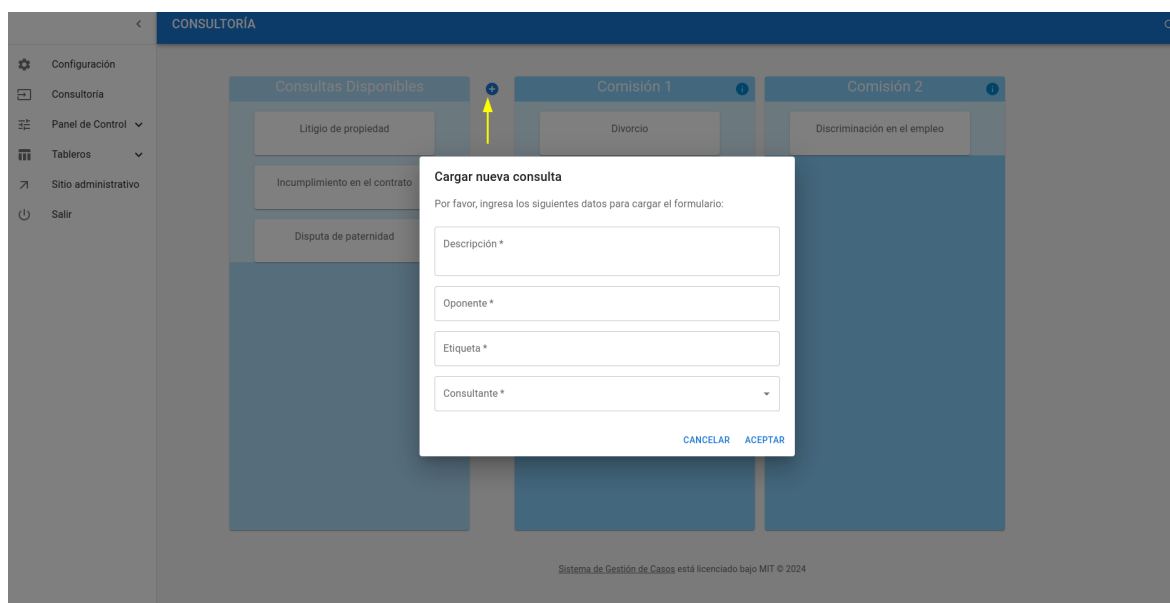 CONSULTORÍA
Configuración
Consultoría
Panel de Control
Tableros
Sitio administrativo
Salir
Consultas Disponibles
Litigio de propiedad
Incumplimiento en el contrato
Disputa de paternidad
Comisión 1
Divorcio
Comisión 2
Discriminación en el empleo
Cargar nueva consulta
Por favor, ingresa los siguientes datos para cargar el formulario:
Descripción *
Oponente *
Etiqueta *
Consultante *
CANCELAR ACEPTAR
Sistema de Gestión de Casos está licenciado bajo MIT © 2024